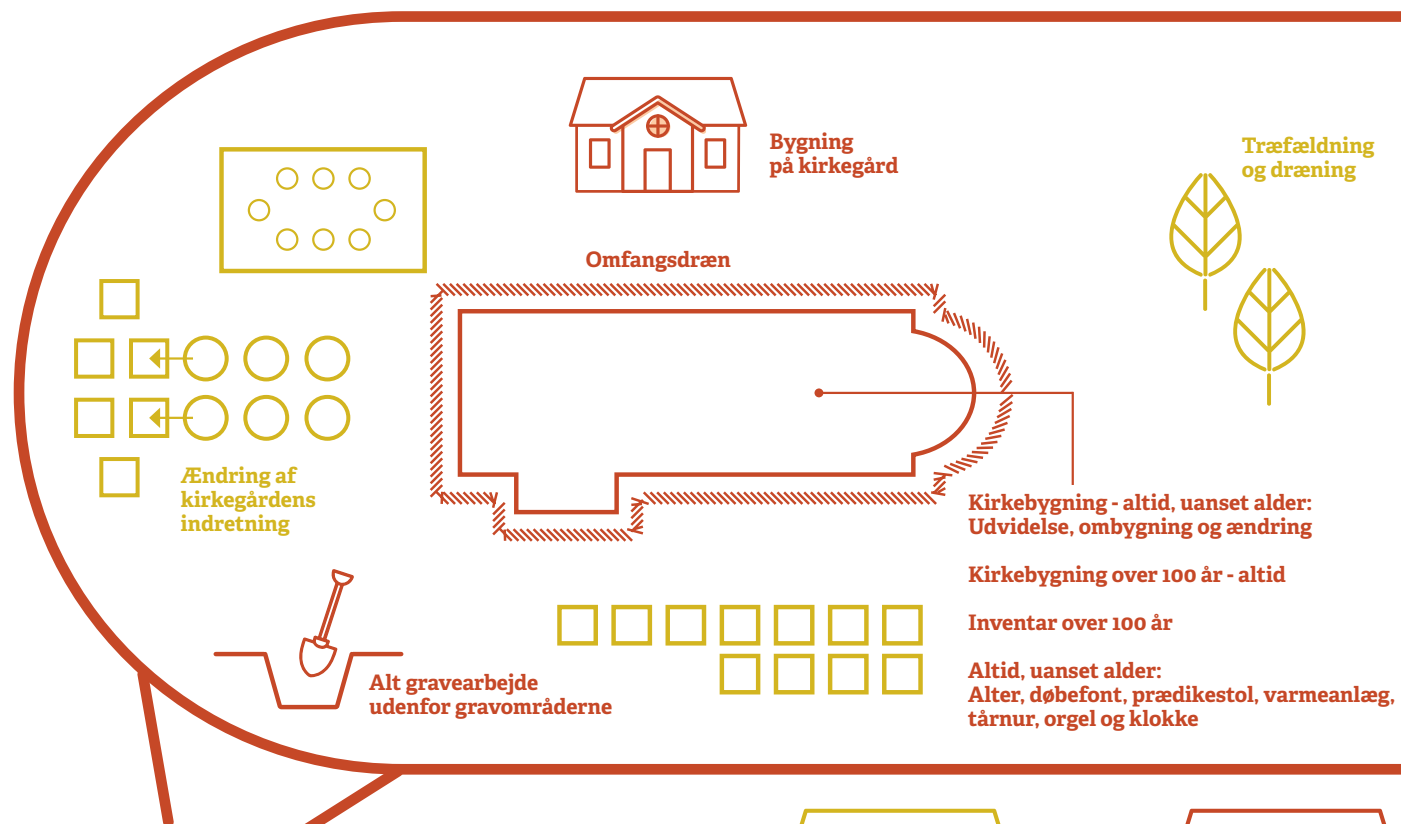 Bygning
på kirkegård
Træfældning
og dræning
Omfangsdræn
Ændring af
kirkegårdens
indretning
Kirkebygning - altid, uanset alder:
Udvidelse, ombygning og ændring
Kirkebygning over 100 år - altid
Inventar over 100 år
Altid, uanset alder:
Alter, døbefont, prædikestol, varmeanlæg,
tårnur, orgel og klokke
Alt gravearbejde
udenfor gravområderne